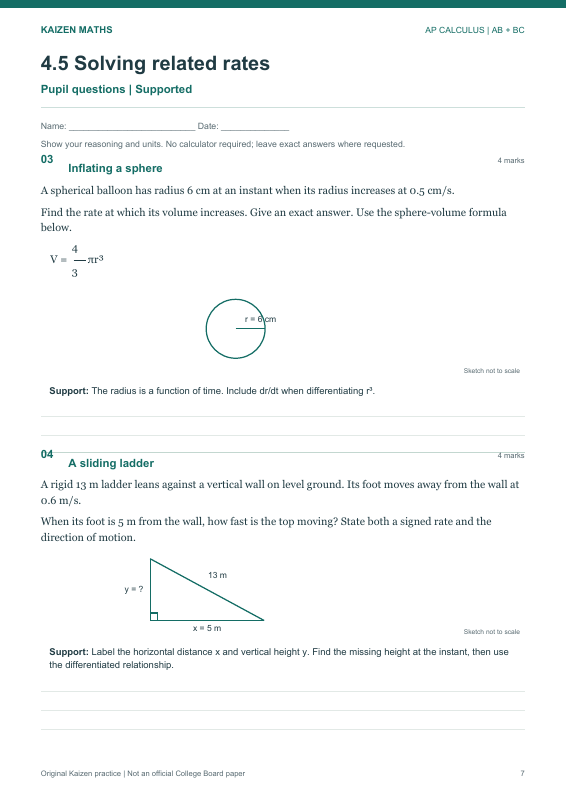 KAIZEN MATHS
AP CALCULUS | AB + BC
4.5 Solving related rates
Pupil questions | Supported
Name: __________________________ Date: ______________
Show your reasoning and units. No calculator required; leave exact answers where requested.
03
4 marks
Inflating a sphere
A spherical balloon has radius 6 cm at an instant when its radius increases at 0.5 cm/s.
Find the rate at which its volume increases. Give an exact answer. Use the sphere-volume formula
below.
V = 4/3 πr³
r = 6 cm
Sketch not to scale
Support: The radius is a function of time. Include dr/dt when differentiating r³.
04
4 marks
A sliding ladder
A rigid 13 m ladder leans against a vertical wall on level ground. Its foot moves away from the wall at
0.6 m/s.
When its foot is 5 m from the wall, how fast is the top moving? State both a signed rate and the
direction of motion.
13 m
y = ?
x = 5 m
Sketch not to scale
Support: Label the horizontal distance x and vertical height y. Find the missing height at the instant, then use
the differentiated relationship.
Original Kaizen practice | Not an official College Board paper
7